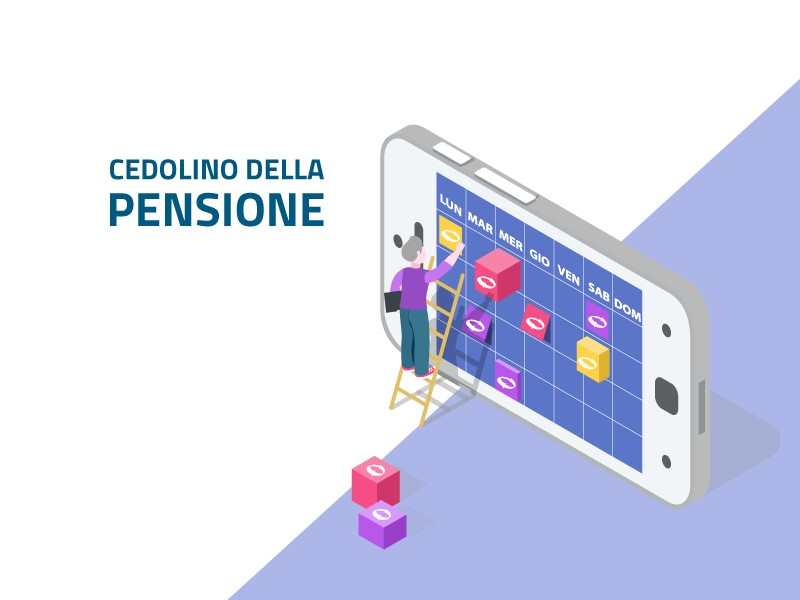 CEDOLINO DELLA
PENSIONE
LUN MAR MER GIO VEN SAB DOM